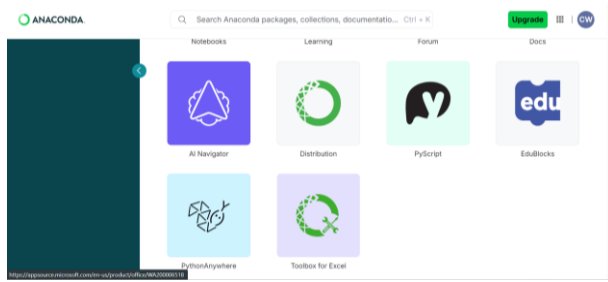 ANACONDA.
Search Anaconda packages, collections, documentatio... Ctrl + K
Upgrade
CW
Notebooks
Learning
Forum
Docs
edu
AI Navigator
Distribution
PyScript
EduBlocks
PythonAnywhere
Toolbox for Excel
https://appsource.microsoft.com/en-us/product/office/WA200006518